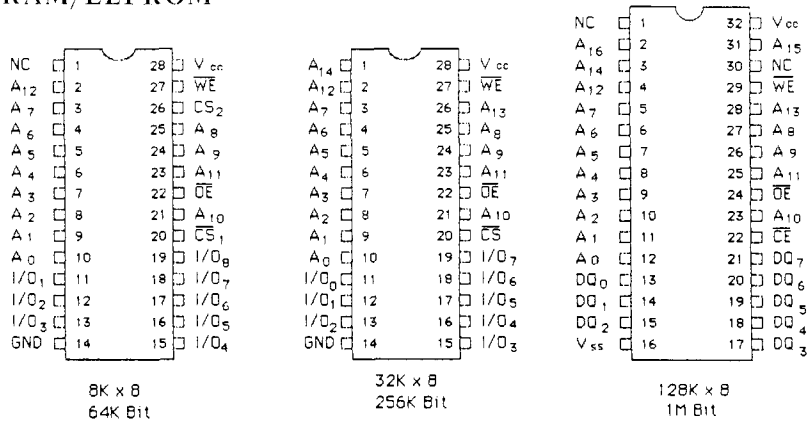 RAM/EEPROM
NC 1 28 Vcc
A12 2 27 W̅E̅
A7 3 26 CS2
A6 4 25 A8
A5 5 24 A9
A4 6 23 A11
A3 7 22 O̅E̅
A2 8 21 A10
A1 9 20 C̅S̅1
A0 10 19 I/O8
I/O1 11 18 I/O7
I/O2 12 17 I/O6
I/O3 13 16 I/O5
GND 14 15 I/O4
8K x 8
64K Bit
A14 1 28 Vcc
A12 2 27 W̅E̅
A7 3 26 A13
A6 4 25 A8
A5 5 24 A9
A4 6 23 A11
A3 7 22 O̅E̅
A2 8 21 A10
A1 9 20 C̅S̅
A0 10 19 I/O7
I/O0 11 18 I/O6
I/O1 12 17 I/O5
I/O2 13 16 I/O4
GND 14 15 I/O3
32K x 8
256K Bit
NC 1 32 Vcc
A16 2 31 A15
A14 3 30 NC
A12 4 29 W̅E̅
A7 5 28 A13
A6 6 27 A8
A5 7 26 A9
A4 8 25 A11
A3 9 24 O̅E̅
A2 10 23 A10
A1 11 22 C̅E̅
A0 12 21 DQ7
DQ0 13 20 DQ6
DQ1 14 19 DQ5
DQ2 15 18 DQ4
Vss 16 17 DQ3
128K x 8
1M Bit